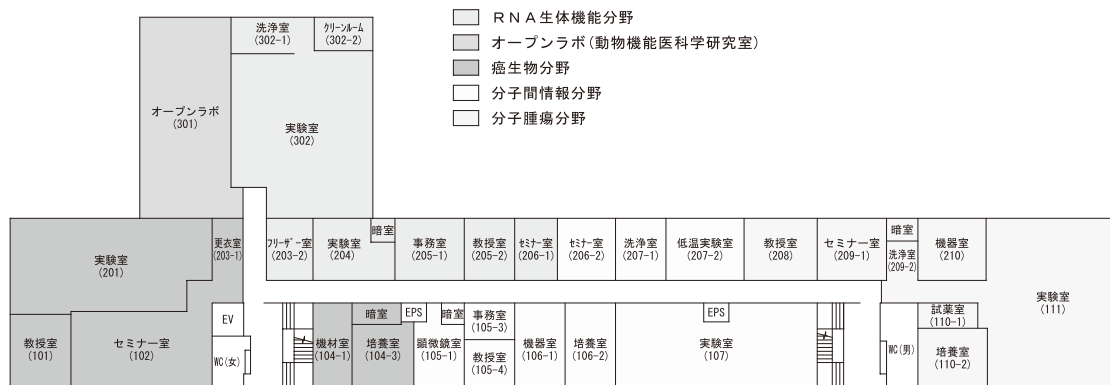 RNA生体機能分野
オープンラボ(動物機能医科学研究室)
癌生物分野
分子間情報分野
分子腫瘍分野
洗浄室
(302-1)
クリーンルーム
(302-2)
オープンラボ
(301)
実験室
(302)
実験室
(201)
更衣室
(203-1)
フリーザー室
(203-2)
実験室
(204)
暗室
事務室
(205-1)
教授室
(205-2)
セミナー室
(206-1)
セミナー室
(206-2)
洗浄室
(207-1)
低温実験室
(207-2)
教授室
(208)
セミナー室
(209-1)
暗室
洗浄室
(209-2)
機器室
(210)
実験室
(111)
教授室
(101)
セミナー室
(102)
EV
WC(女)
機材室
(104-1)
暗室
培養室
(104-3)
EPS
暗室
顕微鏡室
(105-1)
事務室
(105-3)
教授室
(105-4)
機器室
(106-1)
培養室
(106-2)
EPS
実験室
(107)
WC(男)
試薬室
(110-1)
培養室
(110-2)